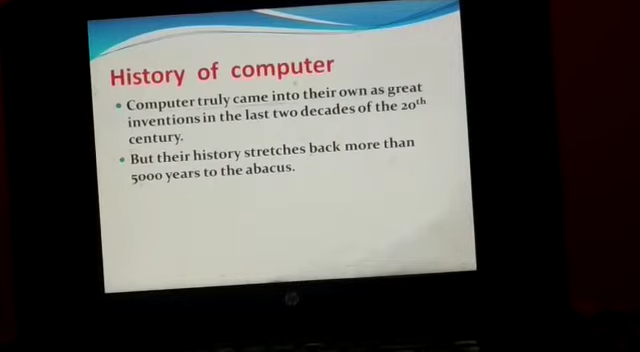 History of computer
• Computer truly came into their own as great
inventions in the last two decades of the 20th
century.
• But their history stretches back more than
5000 years to the abacus.
hp